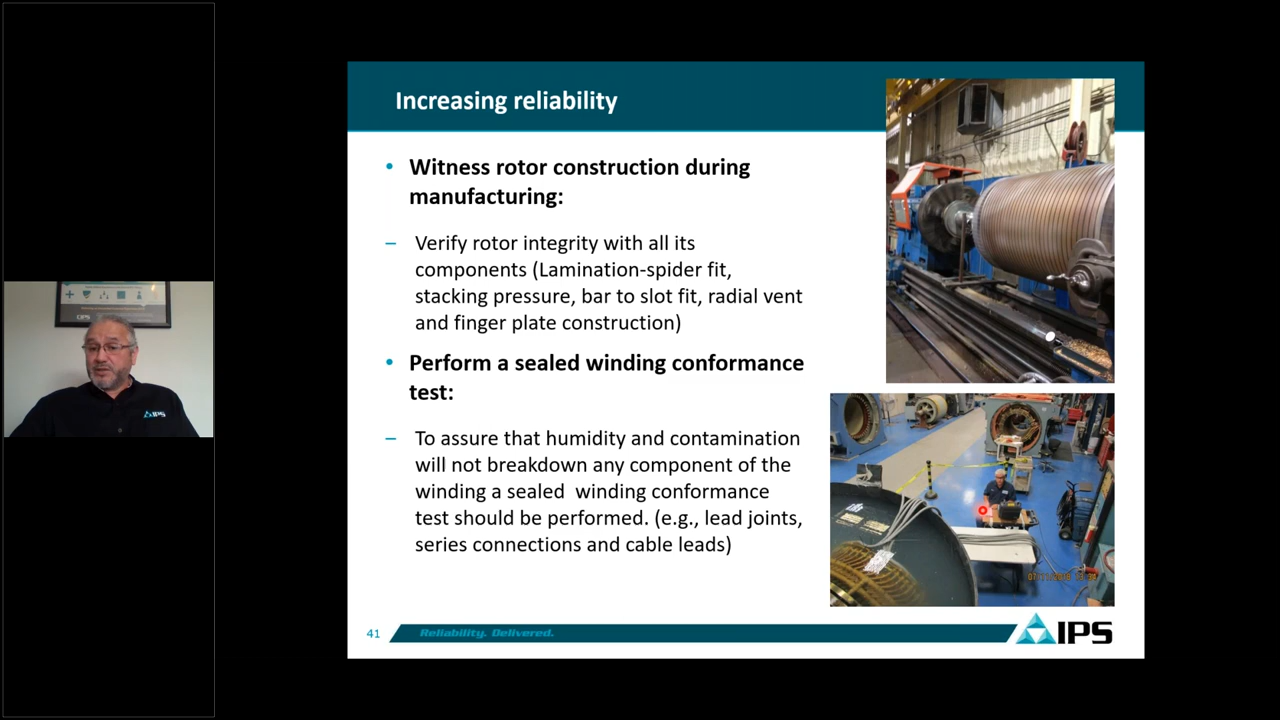 Increasing reliability
Witness rotor construction during
manufacturing:
Verify rotor integrity with all its
components (Lamination-spider fit,
stacking pressure, bar to slot fit, radial vent
and finger plate construction)
Perform a sealed winding conformance
test:
To assure that humidity and contamination
will not breakdown any component of the
winding a sealed winding conformance
test should be performed. (e.g., lead joints,
series connections and cable leads)
41
Reliability. Delivered.
IPS
IPS
IPS